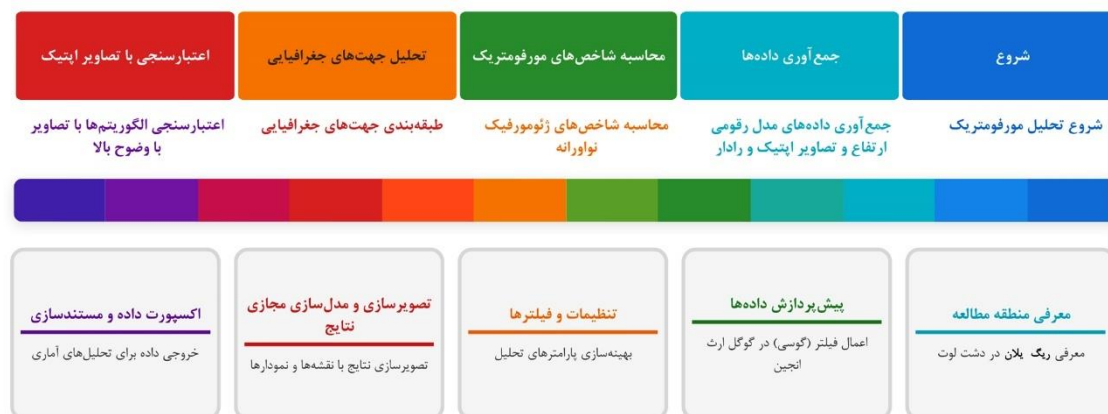 شروع
جمع‌آوری داده‌ها
محاسبه شاخص‌های مورفومتریک
تحلیل جهت‌های جغرافیایی
اعتبارسنجی با تصاویر اپتیک
شروع تحلیل مورفومتریک
جمع‌آوری داده‌های مدل رقومی
ارتفاع و تصاویر اپتیک و رادار
محاسبه شاخص‌های ژئومورفیک
نواورانه
طبقه‌بندی جهت‌های جغرافیایی
اعتبارسنجی الگوریتم‌ها با تصاویر
با وضوح بالا
معرفی منطقه مطالعه
معرفی ریگ یلان در دشت لوت
پیش‌پردازش داده‌ها
اعمال فیلتر (گوسی) در گوگل ارث
انجین
تنظیمات و فیلترها
بهینه‌سازی پارامترهای تحلیل
تصویرسازی و مدل‌سازی مجازی
نتایج
تصویرسازی نتایج با نقشه‌ها و نمودارها
اکسپورت داده و مستندسازی
خروجی داده برای تحلیل‌های آماری